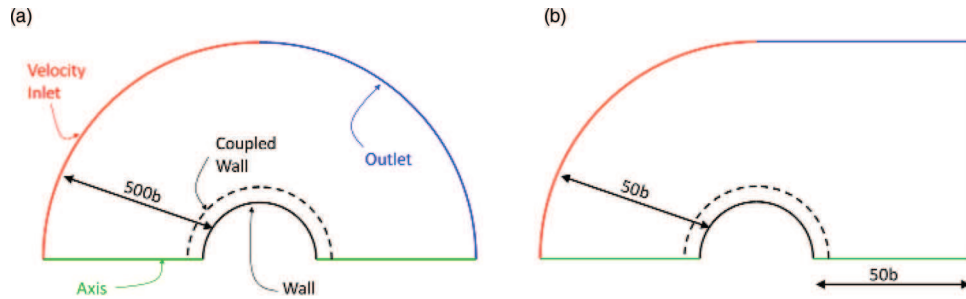 (a)
(b)
Velocity
Inlet
Coupled
Wall
Outlet
500b
50b
Axis
Wall
50b